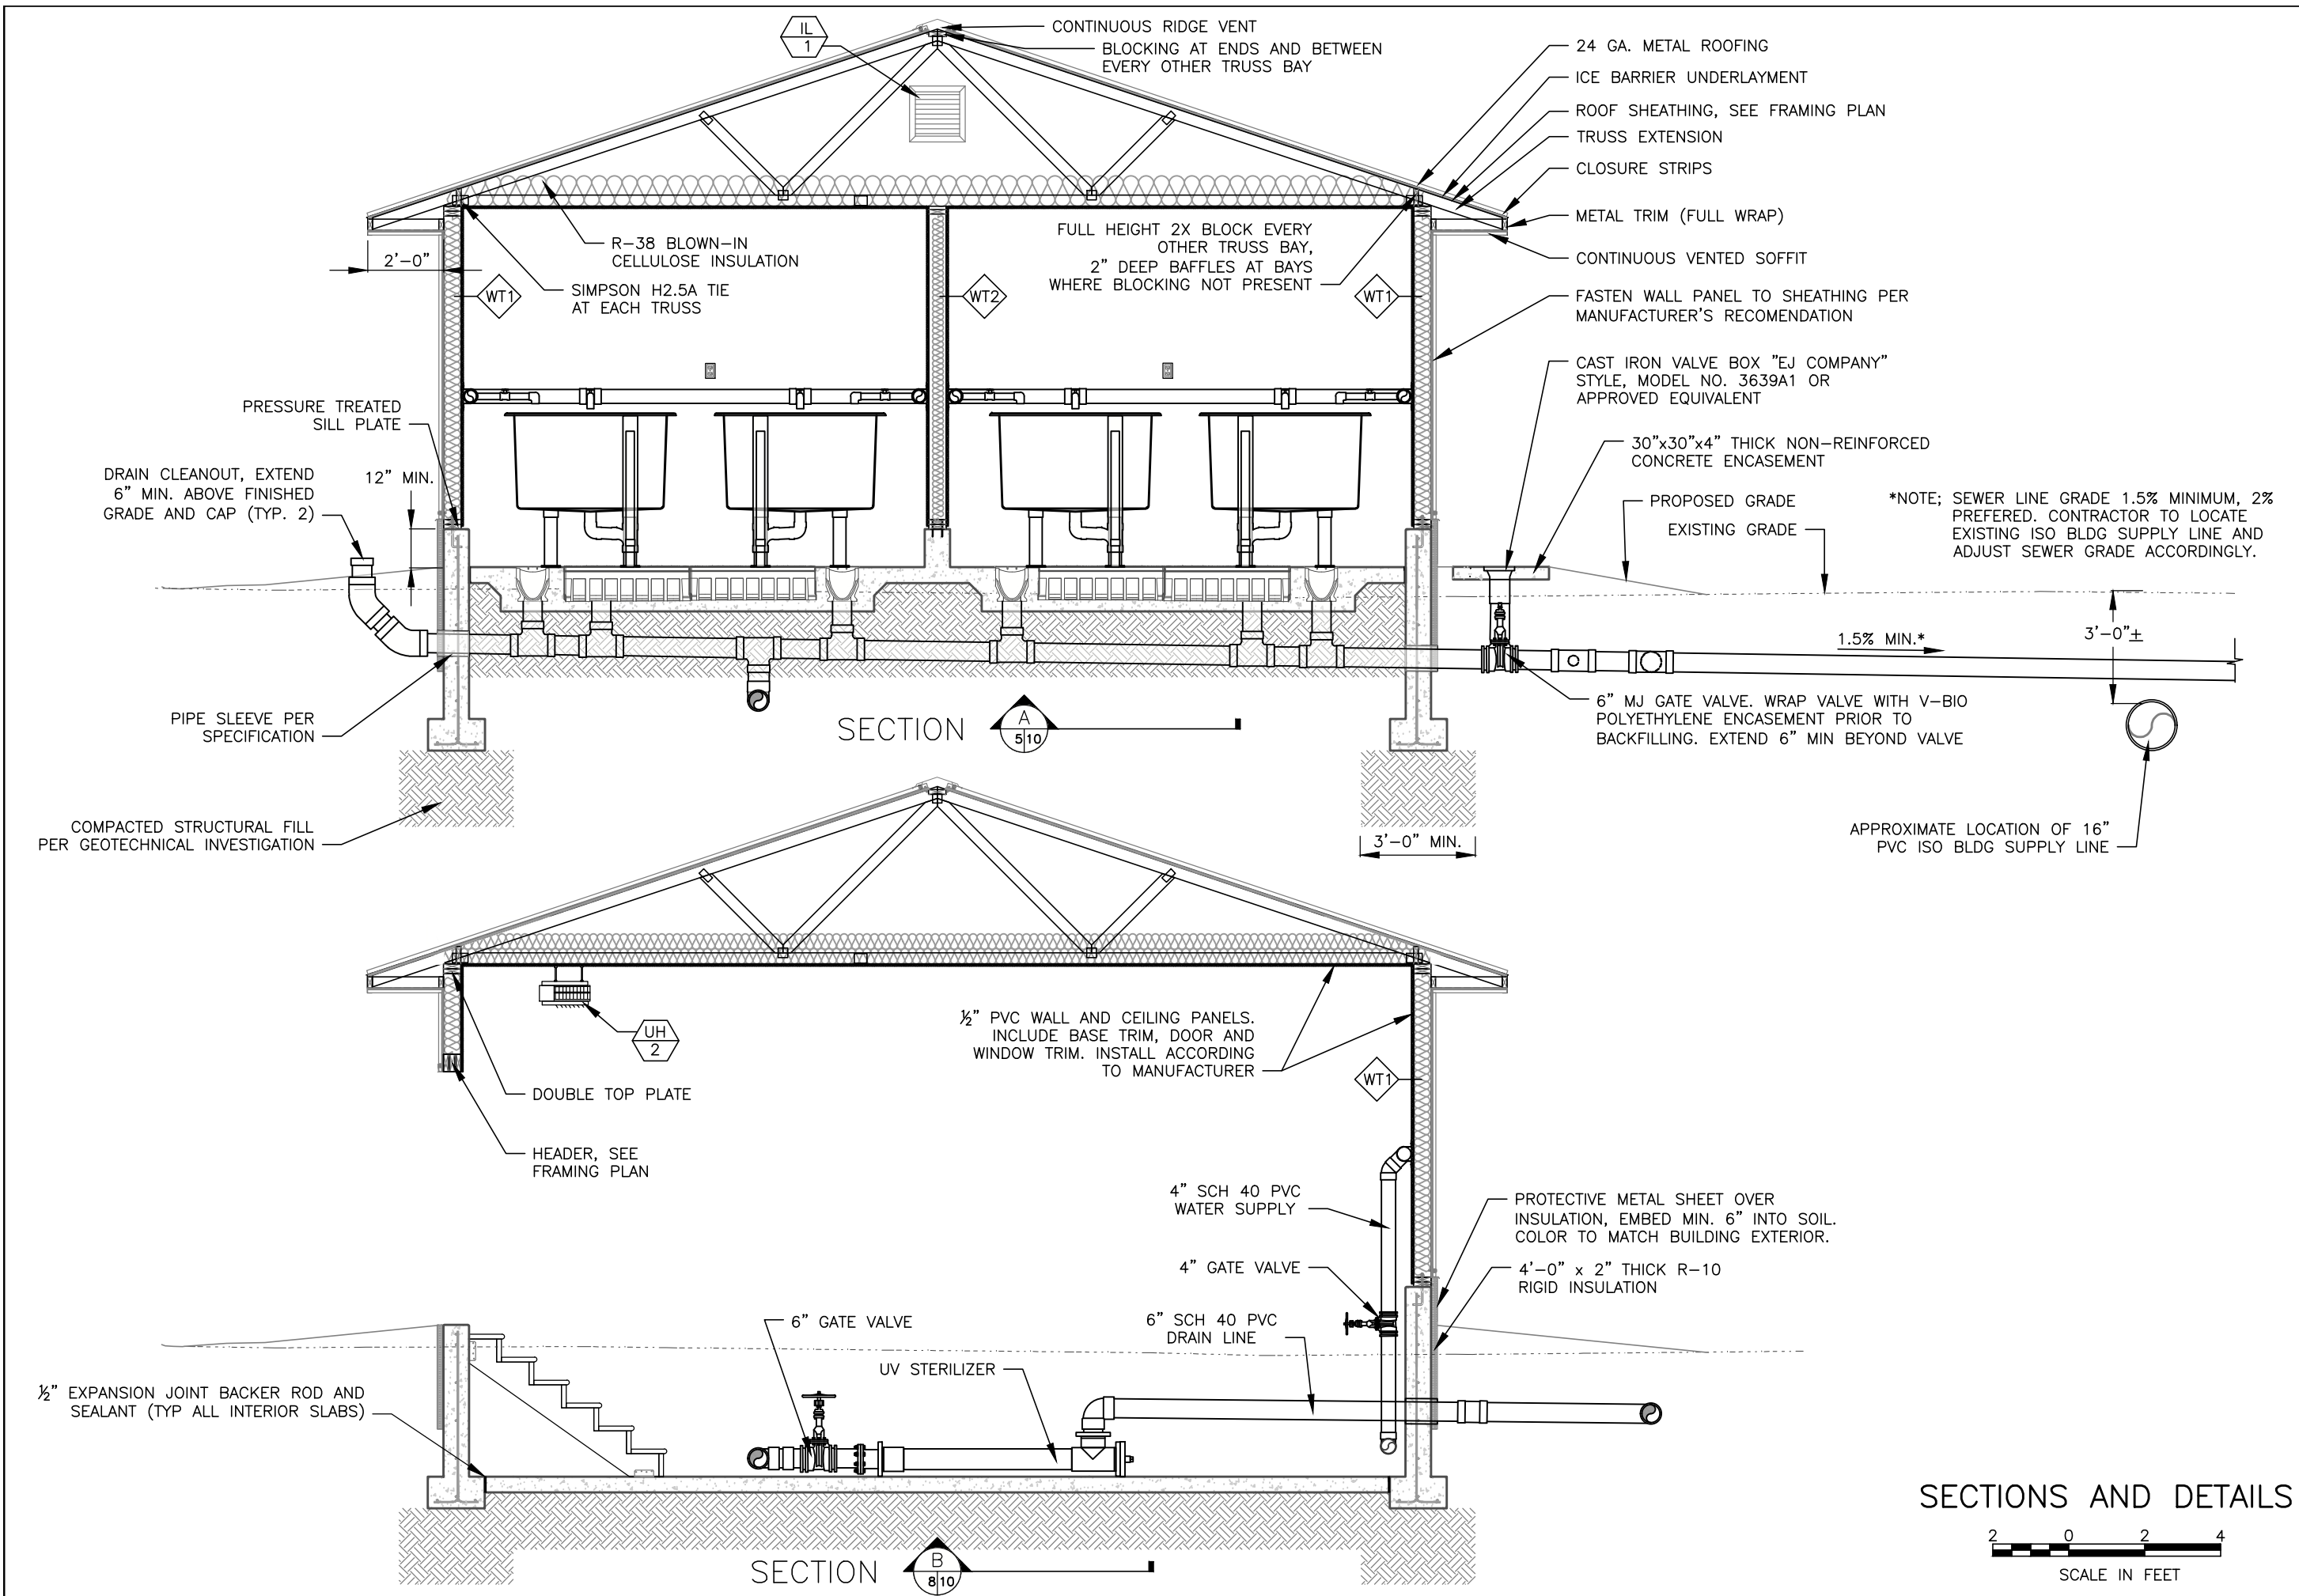 IL
1
CONTINUOUS RIDGE VENT
BLOCKING AT ENDS AND BETWEEN
EVERY OTHER TRUSS BAY
24 GA. METAL ROOFING
ICE BARRIER UNDERLAYMENT
ROOF SHEATHING, SEE FRAMING PLAN
TRUSS EXTENSION
CLOSURE STRIPS
METAL TRIM (FULL WRAP)
CONTINUOUS VENTED SOFFIT
FASTEN WALL PANEL TO SHEATHING PER
MANUFACTURER'S RECOMENDATION
2'-0"
R-38 BLOWN-IN
CELLULOSE INSULATION
WT1
SIMPSON H2.5A TIE
AT EACH TRUSS
WT2
FULL HEIGHT 2X BLOCK EVERY
OTHER TRUSS BAY,
2" DEEP BAFFLES AT BAYS
WHERE BLOCKING NOT PRESENT
WT1
CAST IRON VALVE BOX "EJ COMPANY"
STYLE, MODEL NO. 3639A1 OR
APPROVED EQUIVALENT
PRESSURE TREATED
SILL PLATE
30"x30"x4" THICK NON-REINFORCED
CONCRETE ENCASEMENT
DRAIN CLEANOUT, EXTEND
6" MIN. ABOVE FINISHED
GRADE AND CAP (TYP. 2)
12" MIN.
PROPOSED GRADE
EXISTING GRADE
*NOTE; SEWER LINE GRADE 1.5% MINIMUM, 2%
PREFERED. CONTRACTOR TO LOCATE
EXISTING ISO BLDG SUPPLY LINE AND
ADJUST SEWER GRADE ACCORDINGLY.
1.5% MIN.*
3'-0"±
PIPE SLEEVE PER
SPECIFICATION
SECTION
A
5|10
6" MJ GATE VALVE. WRAP VALVE WITH V-BIO
POLYETHYLENE ENCASEMENT PRIOR TO
BACKFILLING. EXTEND 6" MIN BEYOND VALVE
COMPACTED STRUCTURAL FILL
PER GEOTECHNICAL INVESTIGATION
3'-0" MIN.
APPROXIMATE LOCATION OF 16"
PVC ISO BLDG SUPPLY LINE
UH
2
½" PVC WALL AND CEILING PANELS.
INCLUDE BASE TRIM, DOOR AND
WINDOW TRIM. INSTALL ACCORDING
TO MANUFACTURER
WT1
DOUBLE TOP PLATE
HEADER, SEE
FRAMING PLAN
4" SCH 40 PVC
WATER SUPPLY
PROTECTIVE METAL SHEET OVER
INSULATION, EMBED MIN. 6" INTO SOIL.
COLOR TO MATCH BUILDING EXTERIOR.
4" GATE VALVE
4'-0" x 2" THICK R-10
RIGID INSULATION
6" GATE VALVE
6" SCH 40 PVC
DRAIN LINE
UV STERILIZER
½" EXPANSION JOINT BACKER ROD AND
SEALANT (TYP ALL INTERIOR SLABS)
SECTION
B
8|10
SECTIONS AND DETAILS
2 0 2 4
SCALE IN FEET